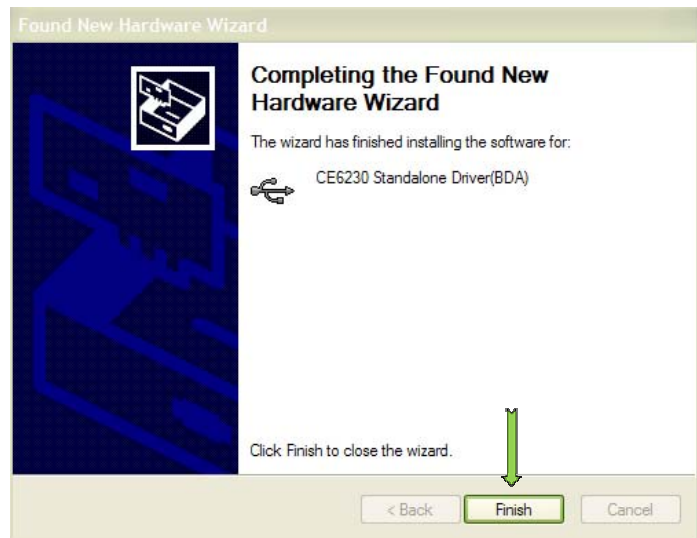 Found New Hardware Wizard
Completing the Found New
Hardware Wizard
The wizard has finished installing the software for:
CE6230 Standalone Driver(BDA)
Click Finish to close the wizard.
< Back
Finish
Cancel